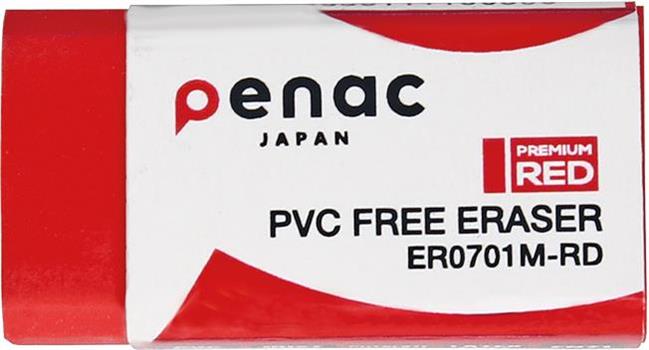 penac
JAPAN
PREMIUM
RED
PVC FREE ERASER
ER0701M-RD